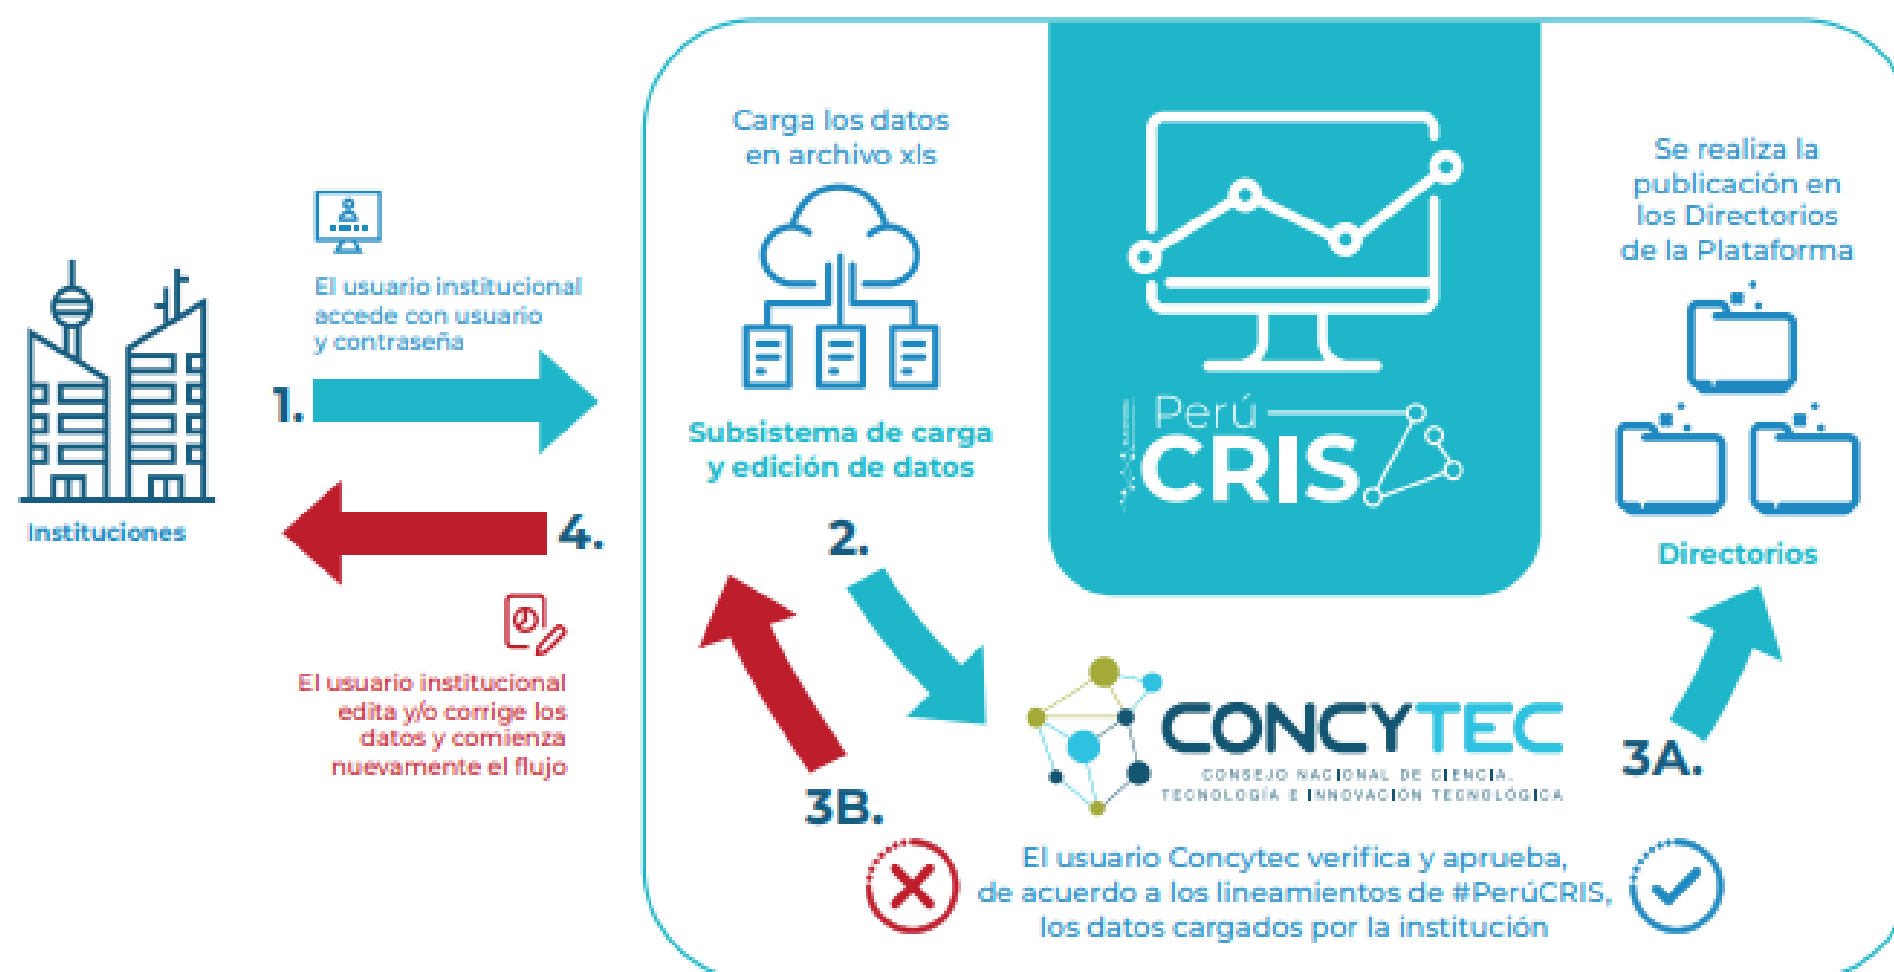 El usuario institucional
accede con usuario
y contraseña
1.
Instituciones
4.
El usuario institucional
edita y/o corrige los
datos y comienza
nuevamente el flujo
Carga los datos
en archivo xls
Subsistema de carga
y edición de datos
2.
Perú
CRIS
Se realiza la
publicación en
los Directorios
de la Plataforma
Directorios
3B.
CONCYTEC
CONSEJO NACIONAL DE CIENCIA,
TECNOLOGÍA E INNOVACIÓN TECNOLÓGICA
3A.
El usuario Concytec verifica y aprueba,
de acuerdo a los lineamientos de #PerúCRIS,
los datos cargados por la institución